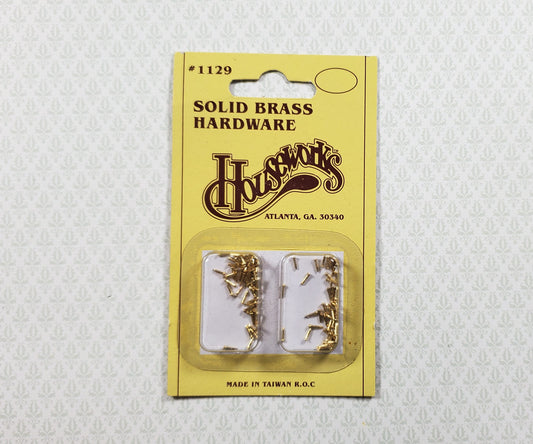 #1129
SOLID BRASS
HARDWARE
Houseworks
ATLANTA, GA. 30340
MADE IN TAIWAN R.O.C